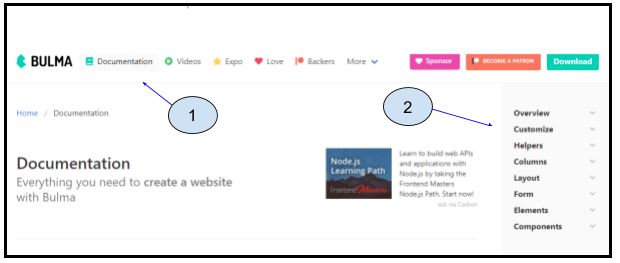 BULMA Documentation Videos Expo Love Backers More Sponsor BECOME A PATRON Download
1
2
Home / Documentation
Documentation
Everything you need to create a website
with Bulma
Node.js
Learning Path
Frontend Masters
Learn to build web APIs
and applications with
Node.js by taking the
Frontend Masters
Node.js Path. Start now!
ads via Carbon
Overview
Customize
Helpers
Columns
Layout
Form
Elements
Components